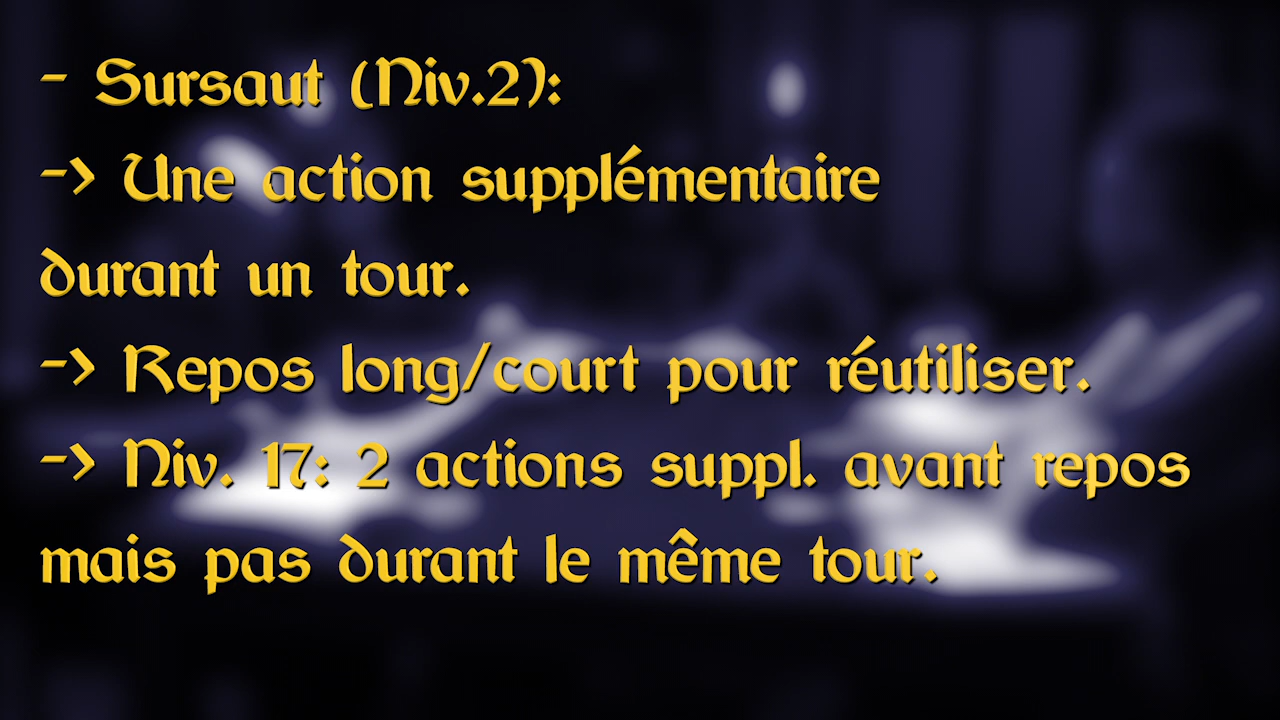 - Sursaut (Niv.2):
-> Une action supplémentaire
durant un tour.
-> Repos long/court pour réutiliser.
-> Niv. 17: 2 actions suppl. avant repos
mais pas durant le même tour.